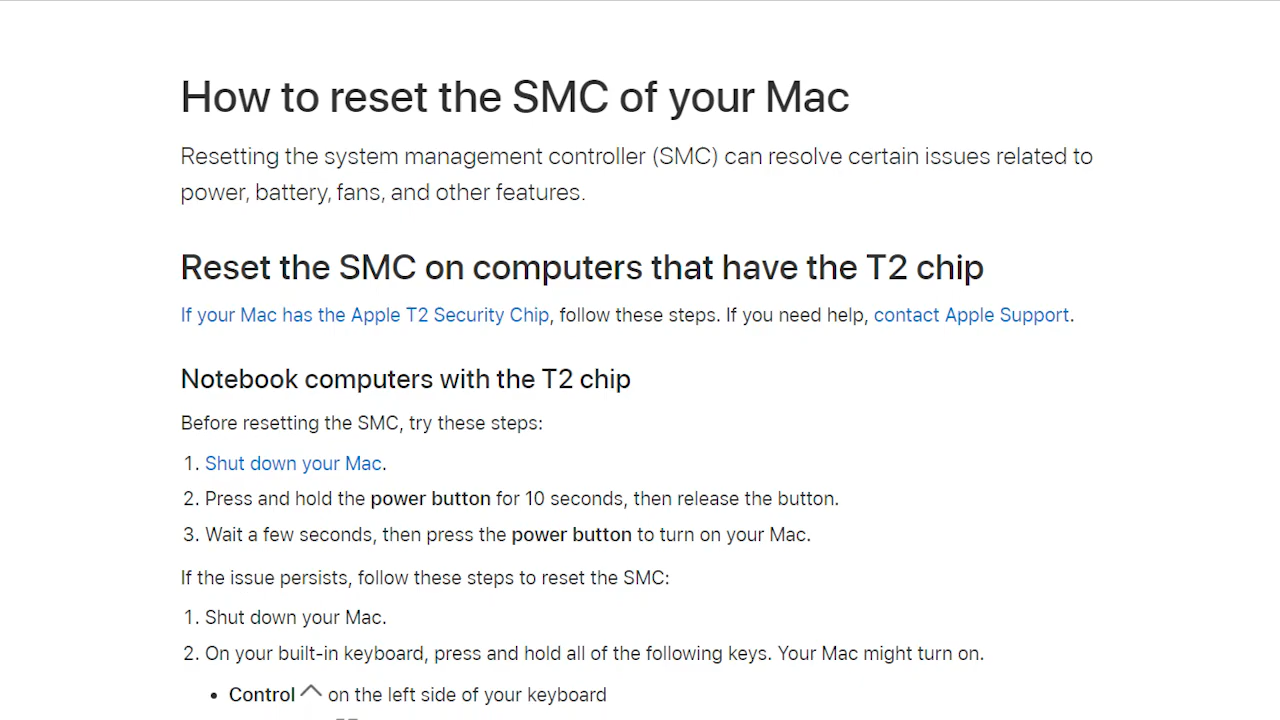 How to reset the SMC of your Mac
Resetting the system management controller (SMC) can resolve certain issues related to
power, battery, fans, and other features.
Reset the SMC on computers that have the T2 chip
If your Mac has the Apple T2 Security Chip, follow these steps. If you need help, contact Apple Support.
Notebook computers with the T2 chip
Before resetting the SMC, try these steps:
1. Shut down your Mac.
2. Press and hold the power button for 10 seconds, then release the button.
3. Wait a few seconds, then press the power button to turn on your Mac.
If the issue persists, follow these steps to reset the SMC:
1. Shut down your Mac.
2. On your built-in keyboard, press and hold all of the following keys. Your Mac might turn on.
• Control ⌃ on the left side of your keyboard